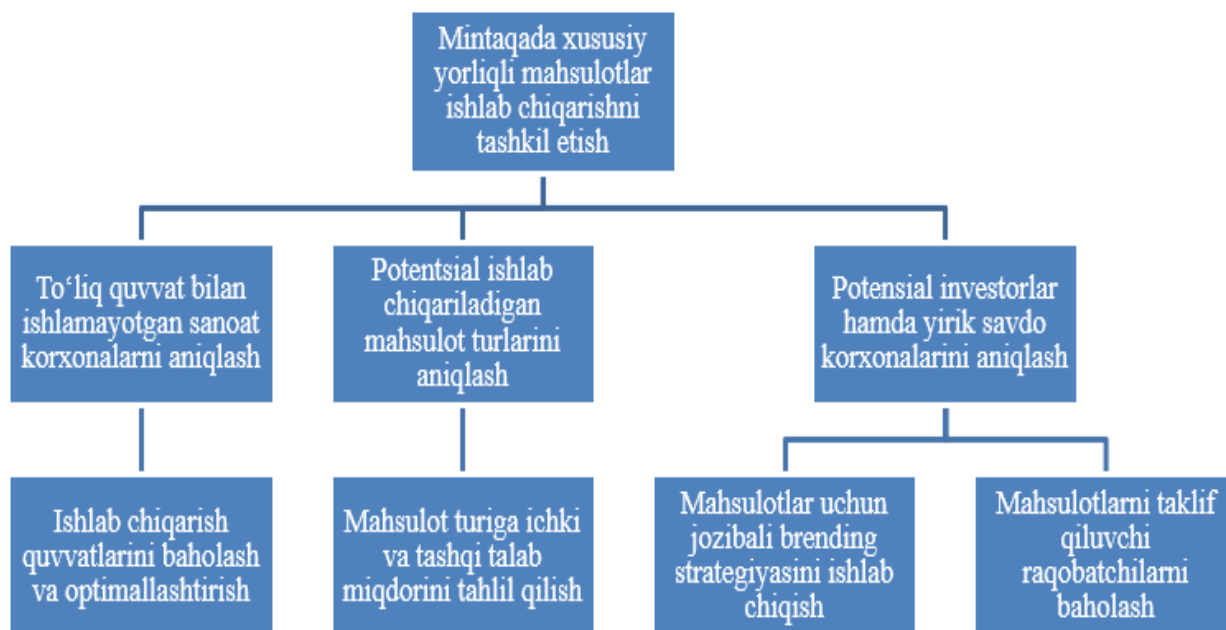 Mintaqada xususiy
yorliqli mahsulotlar
ishlab chiqarishni
tashkil etish
To‘liq quvvat bilan
ishlamayotgan sanoat
korxonalarni aniqlash
Potentsial ishlab
chiqariladigan
mahsulot turlarini
aniqlash
Potensial investorlar
hamda yirik savdo
korxonalarini aniqlash
Ishlab chiqarish
quvvatlarini baholash
va optimallashtirish
Mahsulot turiga ichki
va tashqi talab
miqdorini tahlil qilish
Mahsulotlar uchun
jozibali brending
strategiyasini ishlab
chiqish
Mahsulotlarni taklif
qiluvchi
raqobatchilarni
baholash